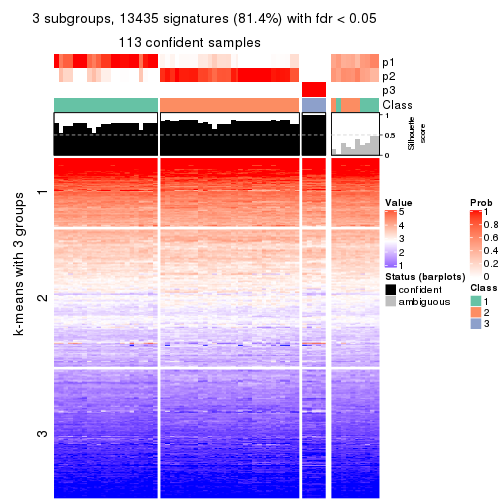 3 subgroups, 13435 signatures (81.4%) with fdr < 0.05
113 confident samples
p1
p2
p3
Class
1
0.5
0
Silhouette
score
k-means with 3 groups
1
2
3
Value
5
4
3
2
1
Status (barplots)
confident
ambiguous
Prob
1
0.8
0.6
0.4
0.2
0
Class
1
2
3